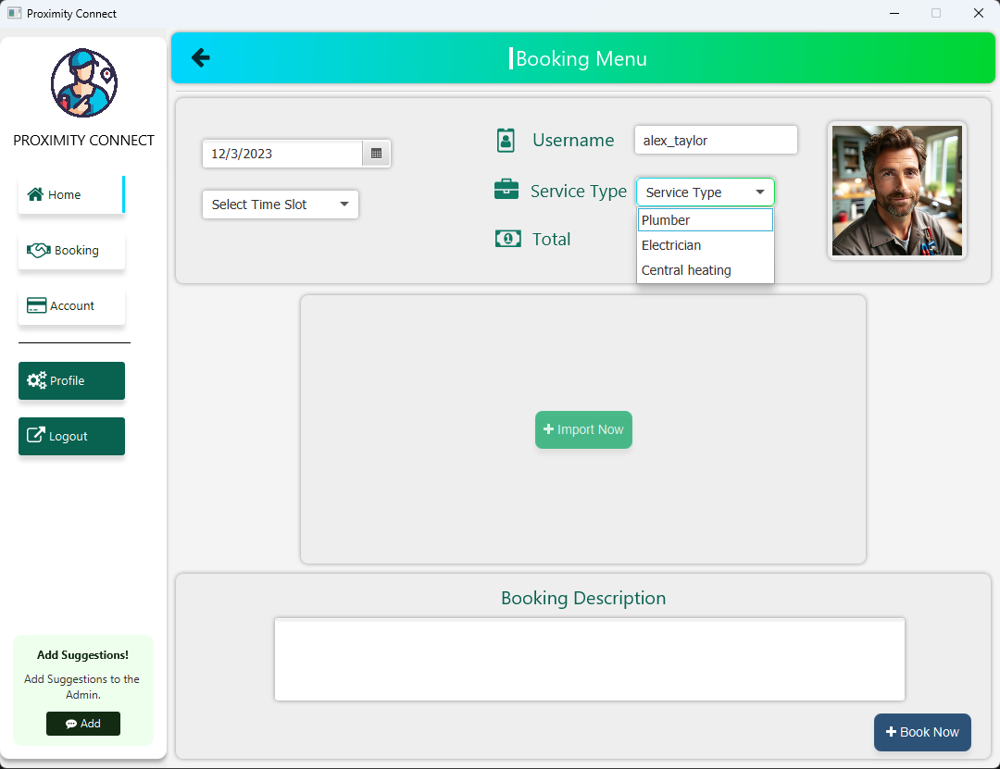 Proximity Connect
PROXIMITY CONNECT
Home
Booking
Account
Profile
Logout
Add Suggestions!
Add Suggestions to the
Admin.
Add
Booking Menu
12/3/2023
Select Time Slot
Username
alex_taylor
Service Type
Service Type
Plumber
Electrician
Central heating
Total
+ Import Now
Booking Description
+ Book Now